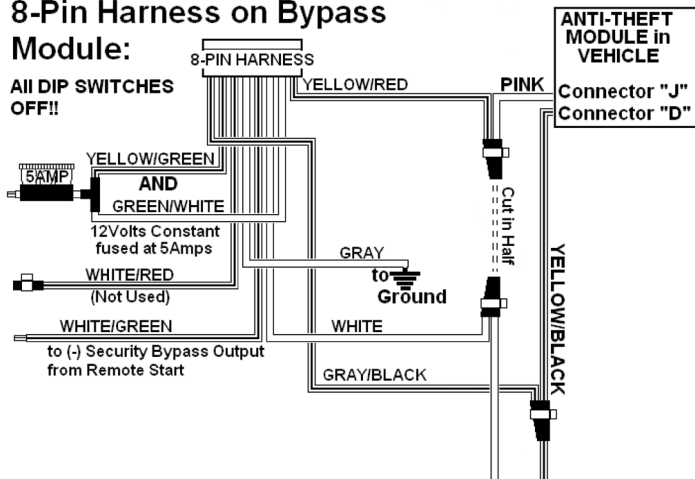 8-Pin Harness on Bypass
Module:
All DIP SWITCHES
OFF!!
8-PIN HARNESS
ANTI-THEFT
MODULE in
VEHICLE
Connector "J"
Connector "D"
YELLOW/RED
PINK
YELLOW/GREEN
5AMP
AND
GREEN/WHITE
12Volts Constant
fused at 5Amps
Cut in Half
GRAY
to
Ground
WHITE/RED
(Not Used)
YELLOW/BLACK
WHITE/GREEN
to (-) Security Bypass Output
from Remote Start
WHITE
GRAY/BLACK